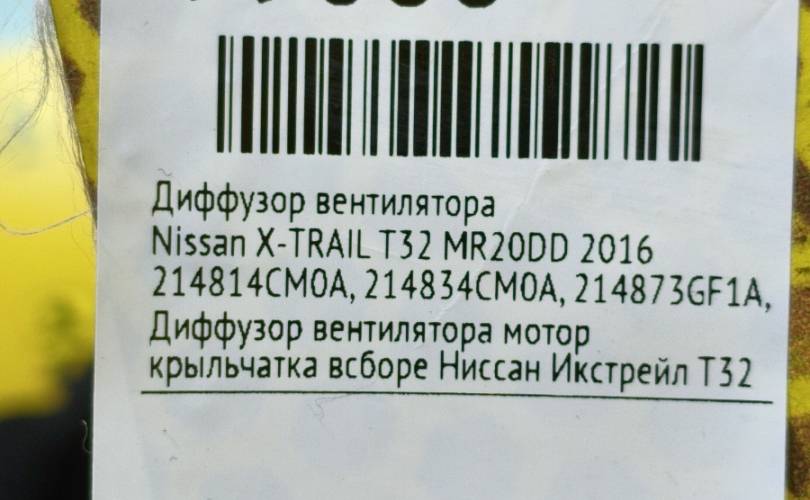 Диффузор вентилятора
Nissan X-TRAIL T32 MR20DD 2016
214814CM0A, 214834CM0A, 214873GF1A,
Диффузор вентилятора мотор
крыльчатка всборе Ниссан Икстрейл Т32